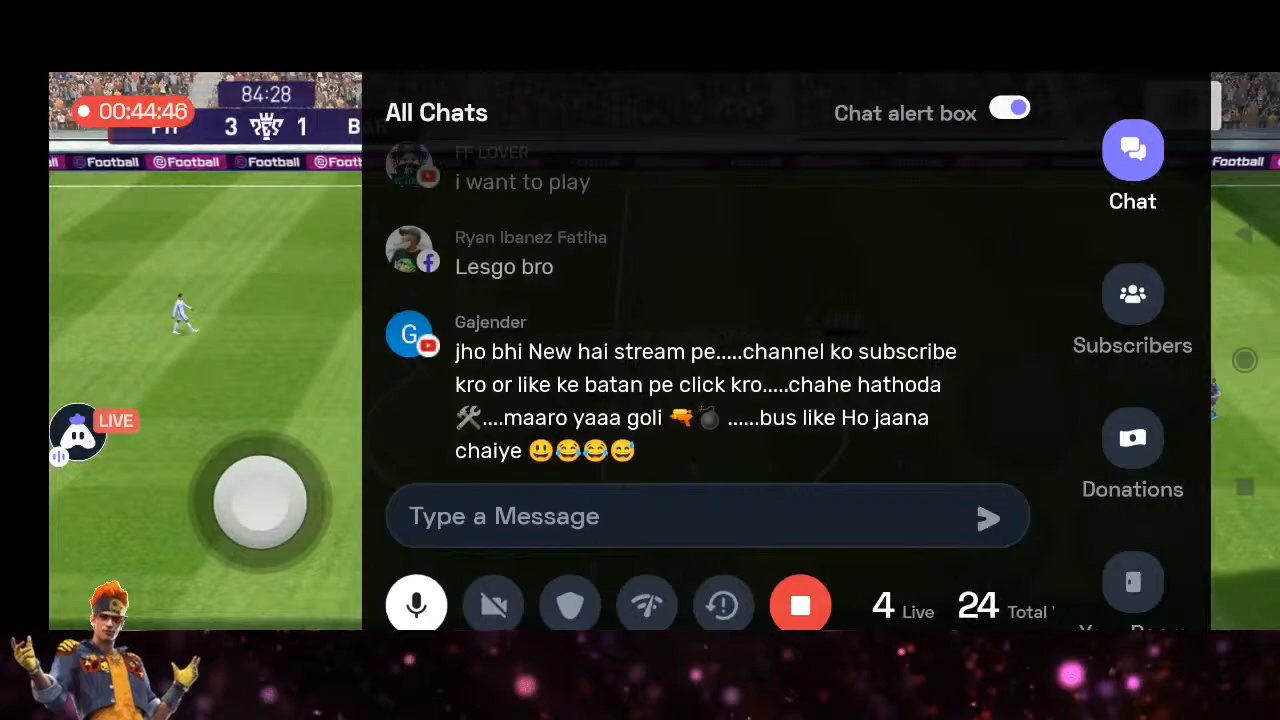 00:44:46
84:28
3 1
Football eFootball eFootball eFootball
All Chats
Chat alert box
FF LOVER
i want to play
Ryan Ibanez Fatiha
Lesgo bro
G
Gajender
jho bhi New hai stream pe.....channel ko subscribe
kro or like ke batan pe click kro.....chahe hathoda
🛠️....maaro yaaa goli 🔫💣 ......bus like Ho jaana
chaiye 😃😂😂😅
Type a Message
4 Live 24 Total
LIVE
Chat
Subscribers
Donations
Football